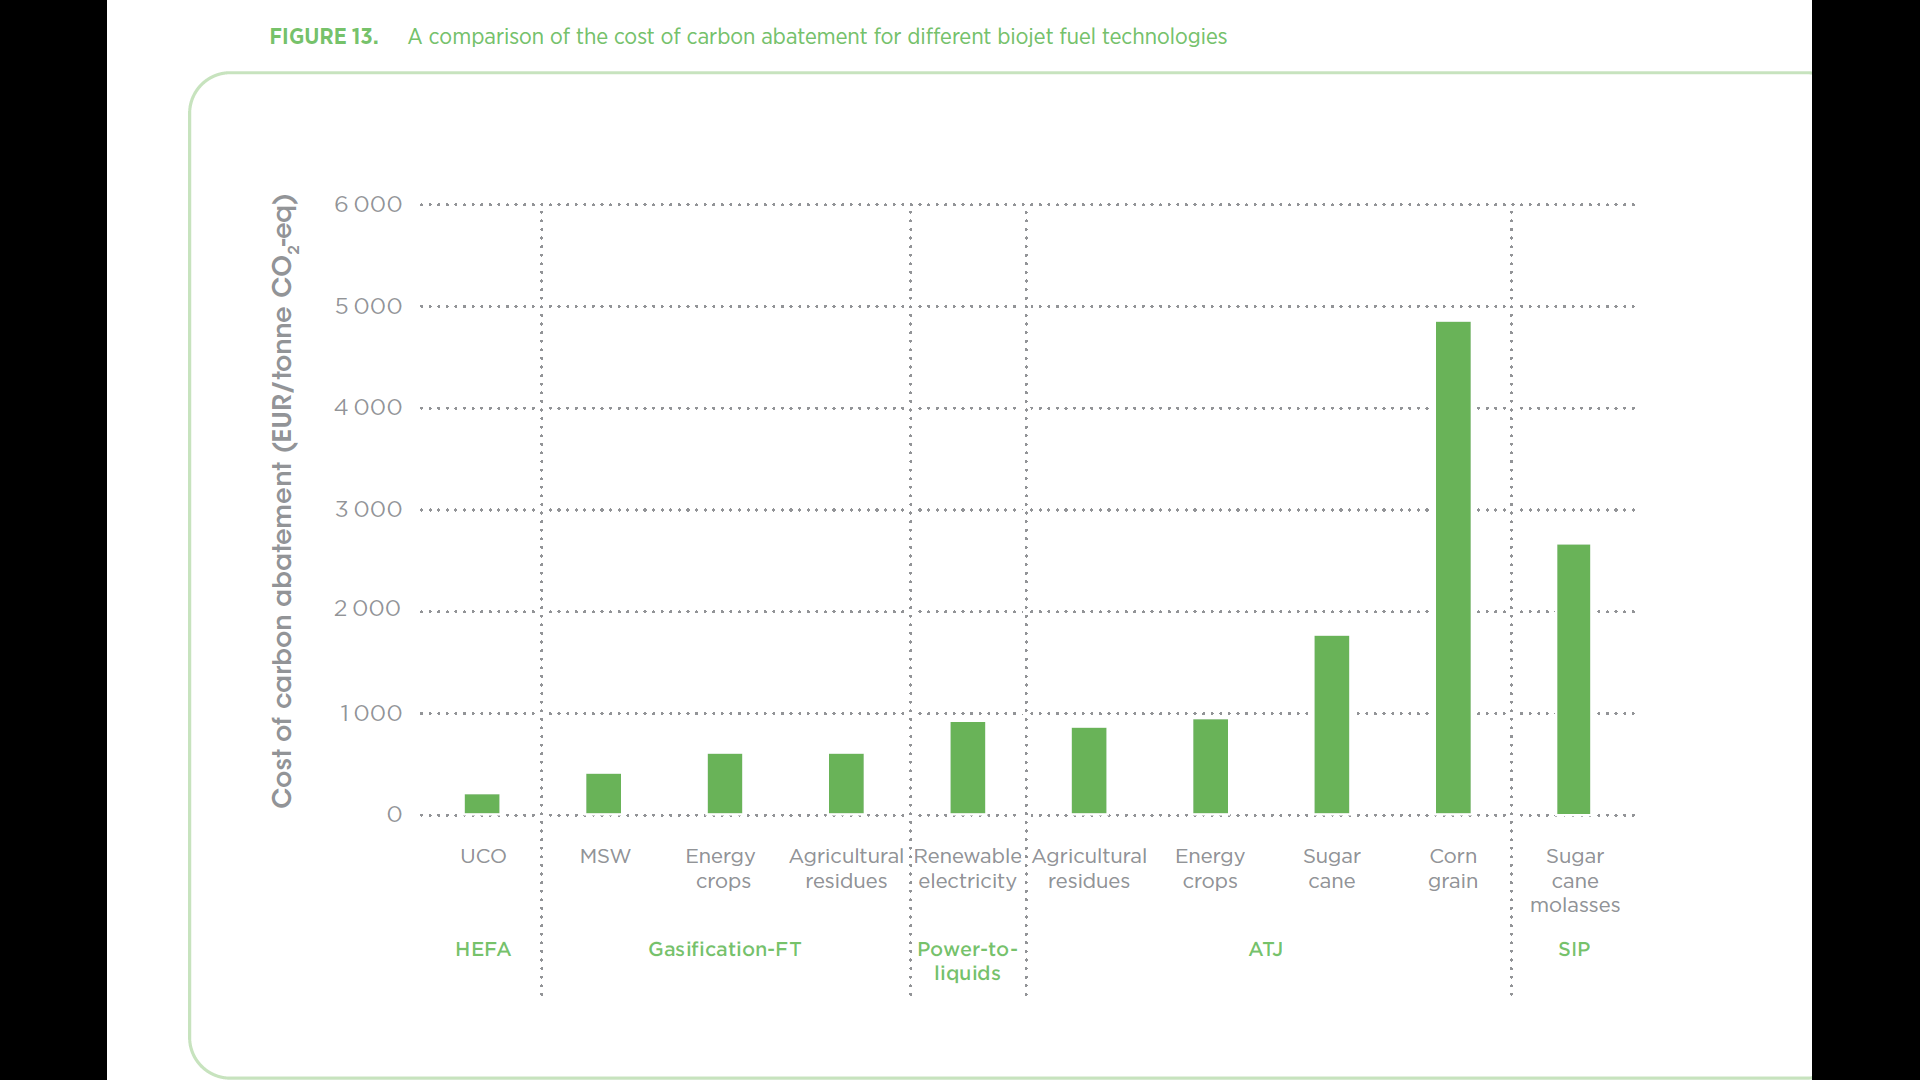 FIGURE 13. A comparison of the cost of carbon abatement for different biojet fuel technologies
Cost of carbon abatement (EUR/tonne CO2-eq)
6 000
5 000
4 000
3 000
2 000
1 000
0
UCO
MSW
Energy
crops
Agricultural
residues
Renewable
electricity
Agricultural
residues
Energy
crops
Sugar
cane
Corn
grain
Sugar
cane
molasses
HEFA
Gasification-FT
Power-to-
liquids
ATJ
SIP